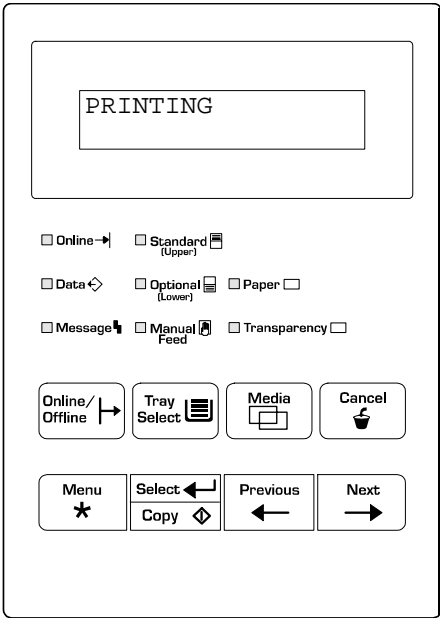 PRINTING
Online Standard
(Upper)
Data Optional Paper
(Lower)
Message Manual Transparency
Feed
Online/ Tray Media Cancel
Offline Select
Menu Select Previous Next
Copy